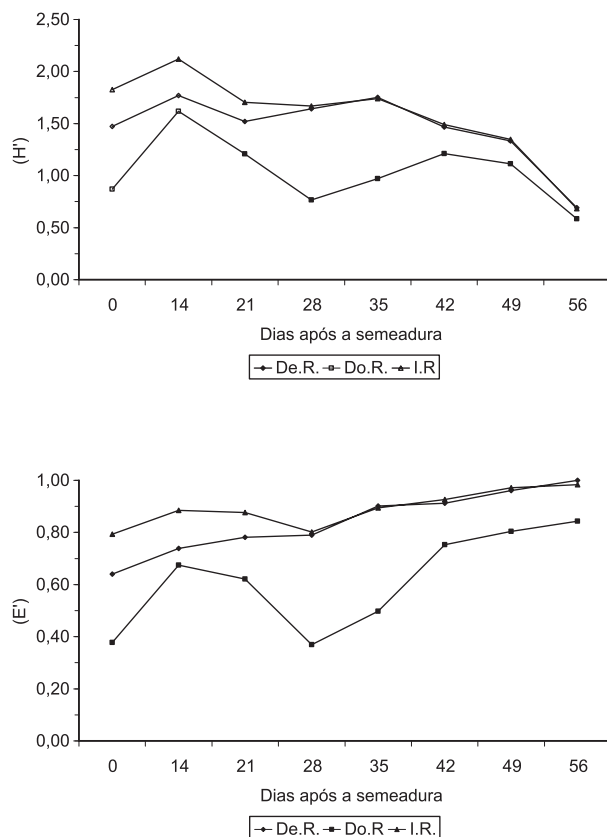 2,50
2,00
1,50
1,00
0,50
0,00
(H')
0 14 21 28 35 42 49 56
Dias após a semeadura
De.R. Do.R. I.R
1,00
0,80
0,60
0,40
0,20
0,00
(E')
0 14 21 28 35 42 49 56
Dias após a semeadura
De.R. Do.R I.R.